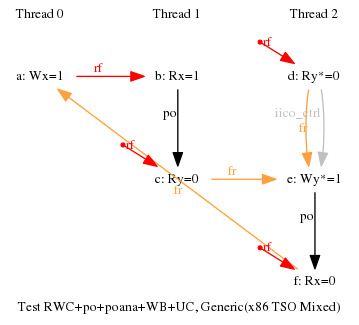 Thread 0 Thread 1 Thread 2
rf
a: Wx=1 rf b: Rx=1 d: Ry*=0
po iico_ctrl
fr
rf
c: Ry=0 fr e: Wy*=1
fr
po
rf
f: Rx=0
Test RWC+po+poana+WB+UC, Generic(x86 TSO Mixed)